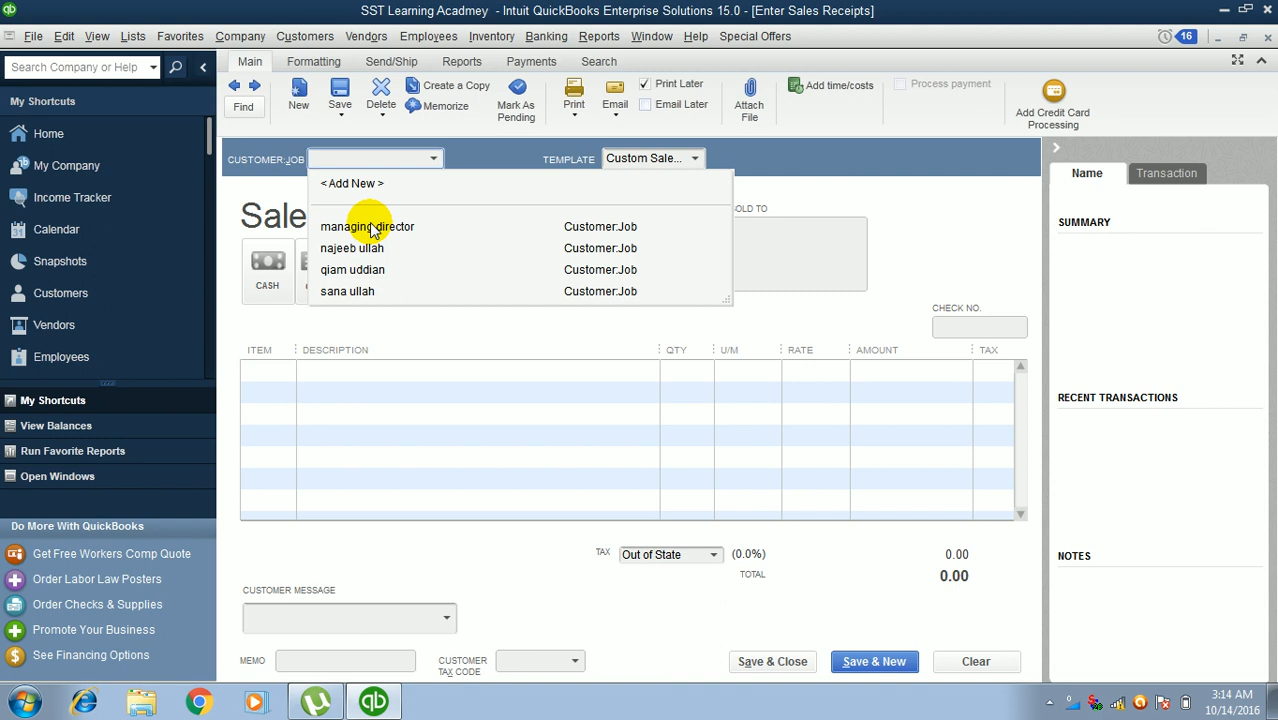 SST Learning Acadmey - Intuit QuickBooks Enterprise Solutions 15.0 - [Enter Sales Receipts]
File Edit View Lists Favorites Company Customers Vendors Employees Inventory Banking Reports Window Help Special Offers 16
Search Company or Help
Main Formatting Send/Ship Reports Payments Search
Find
New
Save
Delete
Create a Copy
Memorize
Mark As
Pending
Print
Email
Print Later
Email Later
Attach
File
Add time/costs
Process payment
Add Credit Card
Processing
My Shortcuts
Home
My Company
Income Tracker
Calendar
Snapshots
Customers
Vendors
Employees
My Shortcuts
View Balances
Run Favorite Reports
Open Windows
Do More With QuickBooks
Get Free Workers Comp Quote
Order Labor Law Posters
Order Checks & Supplies
Promote Your Business
See Financing Options
CUSTOMER:JOB
TEMPLATE Custom Sale...
< Add New >
managing director Customer:Job
najeeb ullah Customer:Job
qiam uddian Customer:Job
sana ullah Customer:Job
Sale
CASH
SOLD TO
CHECK NO.
ITEM DESCRIPTION QTY U/M RATE AMOUNT TAX
TAX Out of State (0.0%) 0.00
TOTAL 0.00
CUSTOMER MESSAGE
MEMO
CUSTOMER
TAX CODE
Save & Close Save & New Clear
Name Transaction
SUMMARY
RECENT TRANSACTIONS
NOTES
3:14 AM
10/14/2016